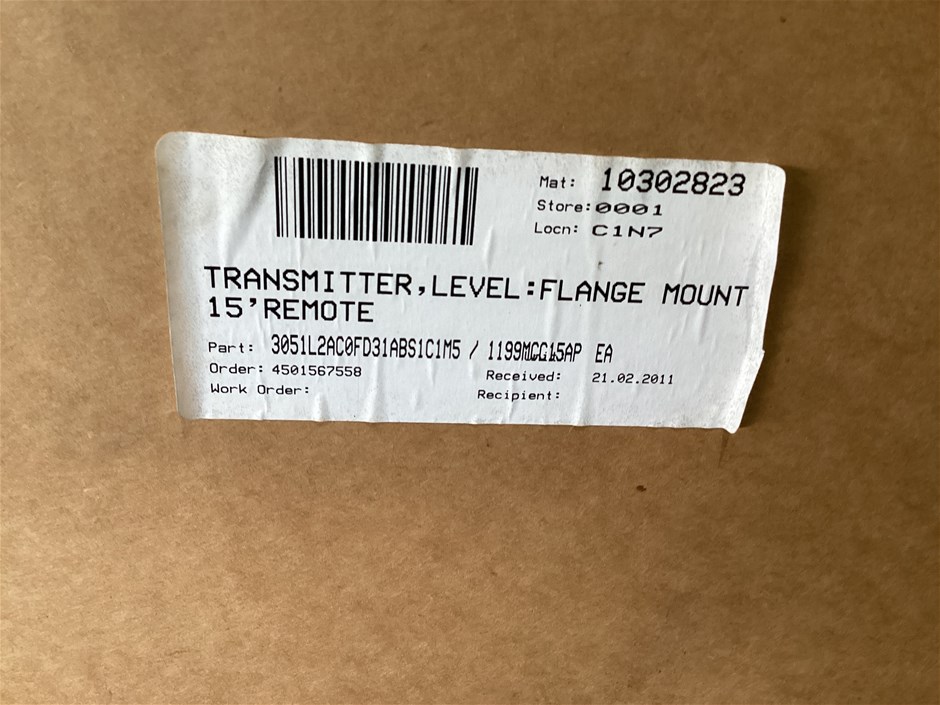 Mat: 10302823
Store: 0001
Locn: C1N7
TRANSMITTER,LEVEL:FLANGE MOUNT
15'REMOTE
Part: 3051L2AC0FD31ABS1C1M5 / EA
Order: 4501567558
Received: 21.02.2011
Work Order:
Recipient: